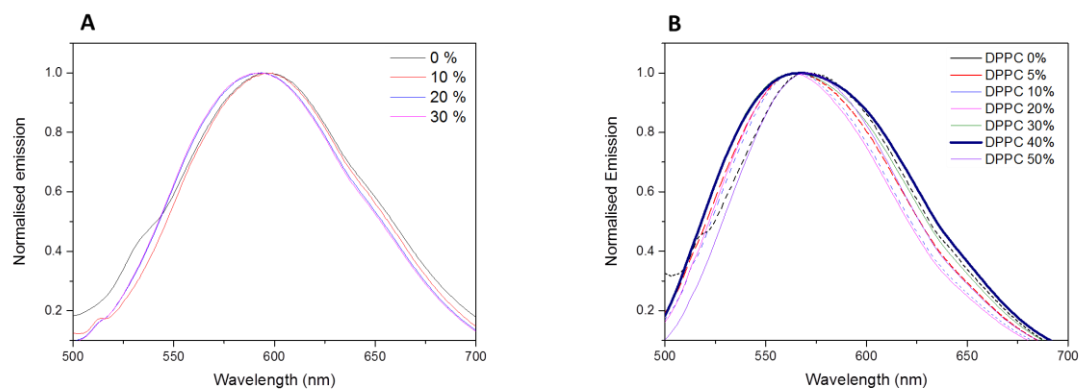 A
0 %
10 %
20 %
30 %
1.0
0.8
0.6
0.4
0.2
500
550
600
650
700
Normalised emission
Wavelength (nm)
B
DPPC 0%
DPPC 5%
DPPC 10%
DPPC 20%
DPPC 30%
DPPC 40%
DPPC 50%
1.0
0.8
0.6
0.4
0.2
500
550
600
650
700
Normalised Emission
Wavelength (nm)